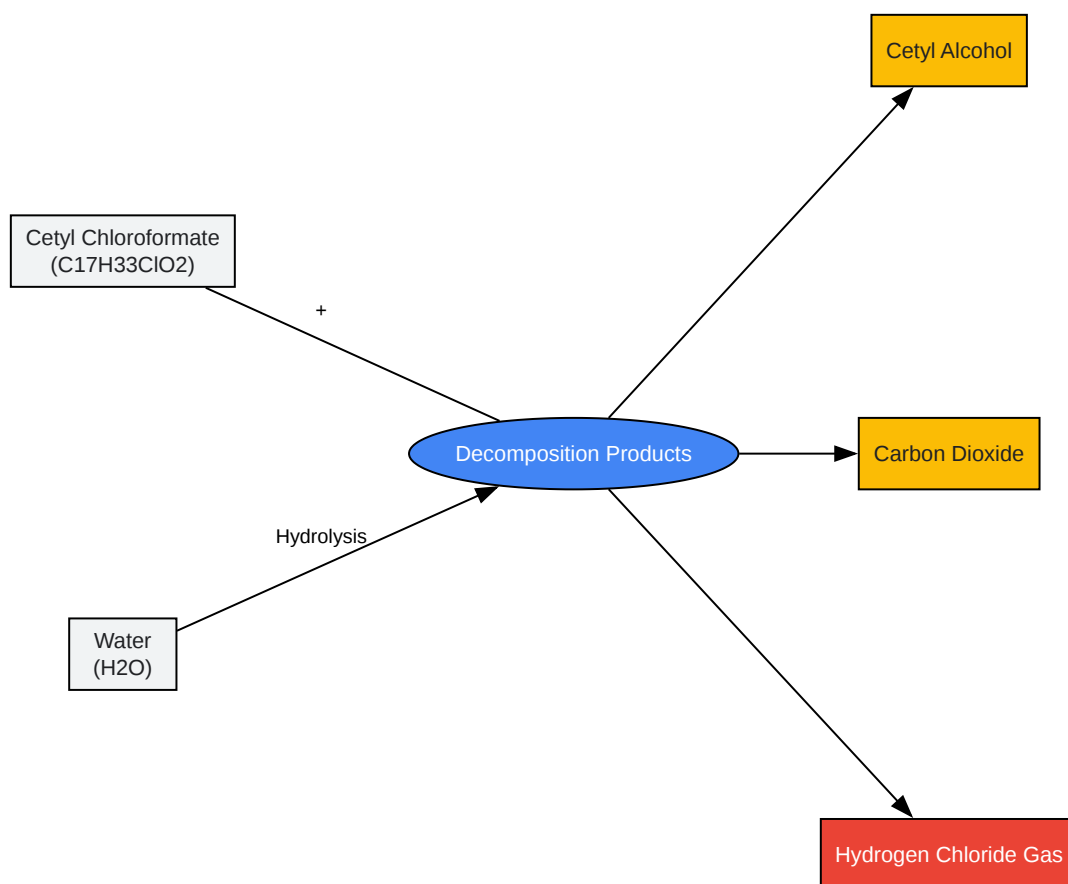 Cetyl Alcohol
Cetyl Chloroformate
(C17H33ClO2)
+
Decomposition Products
Carbon Dioxide
Hydrolysis
Water
(H2O)
Hydrogen Chloride Gas